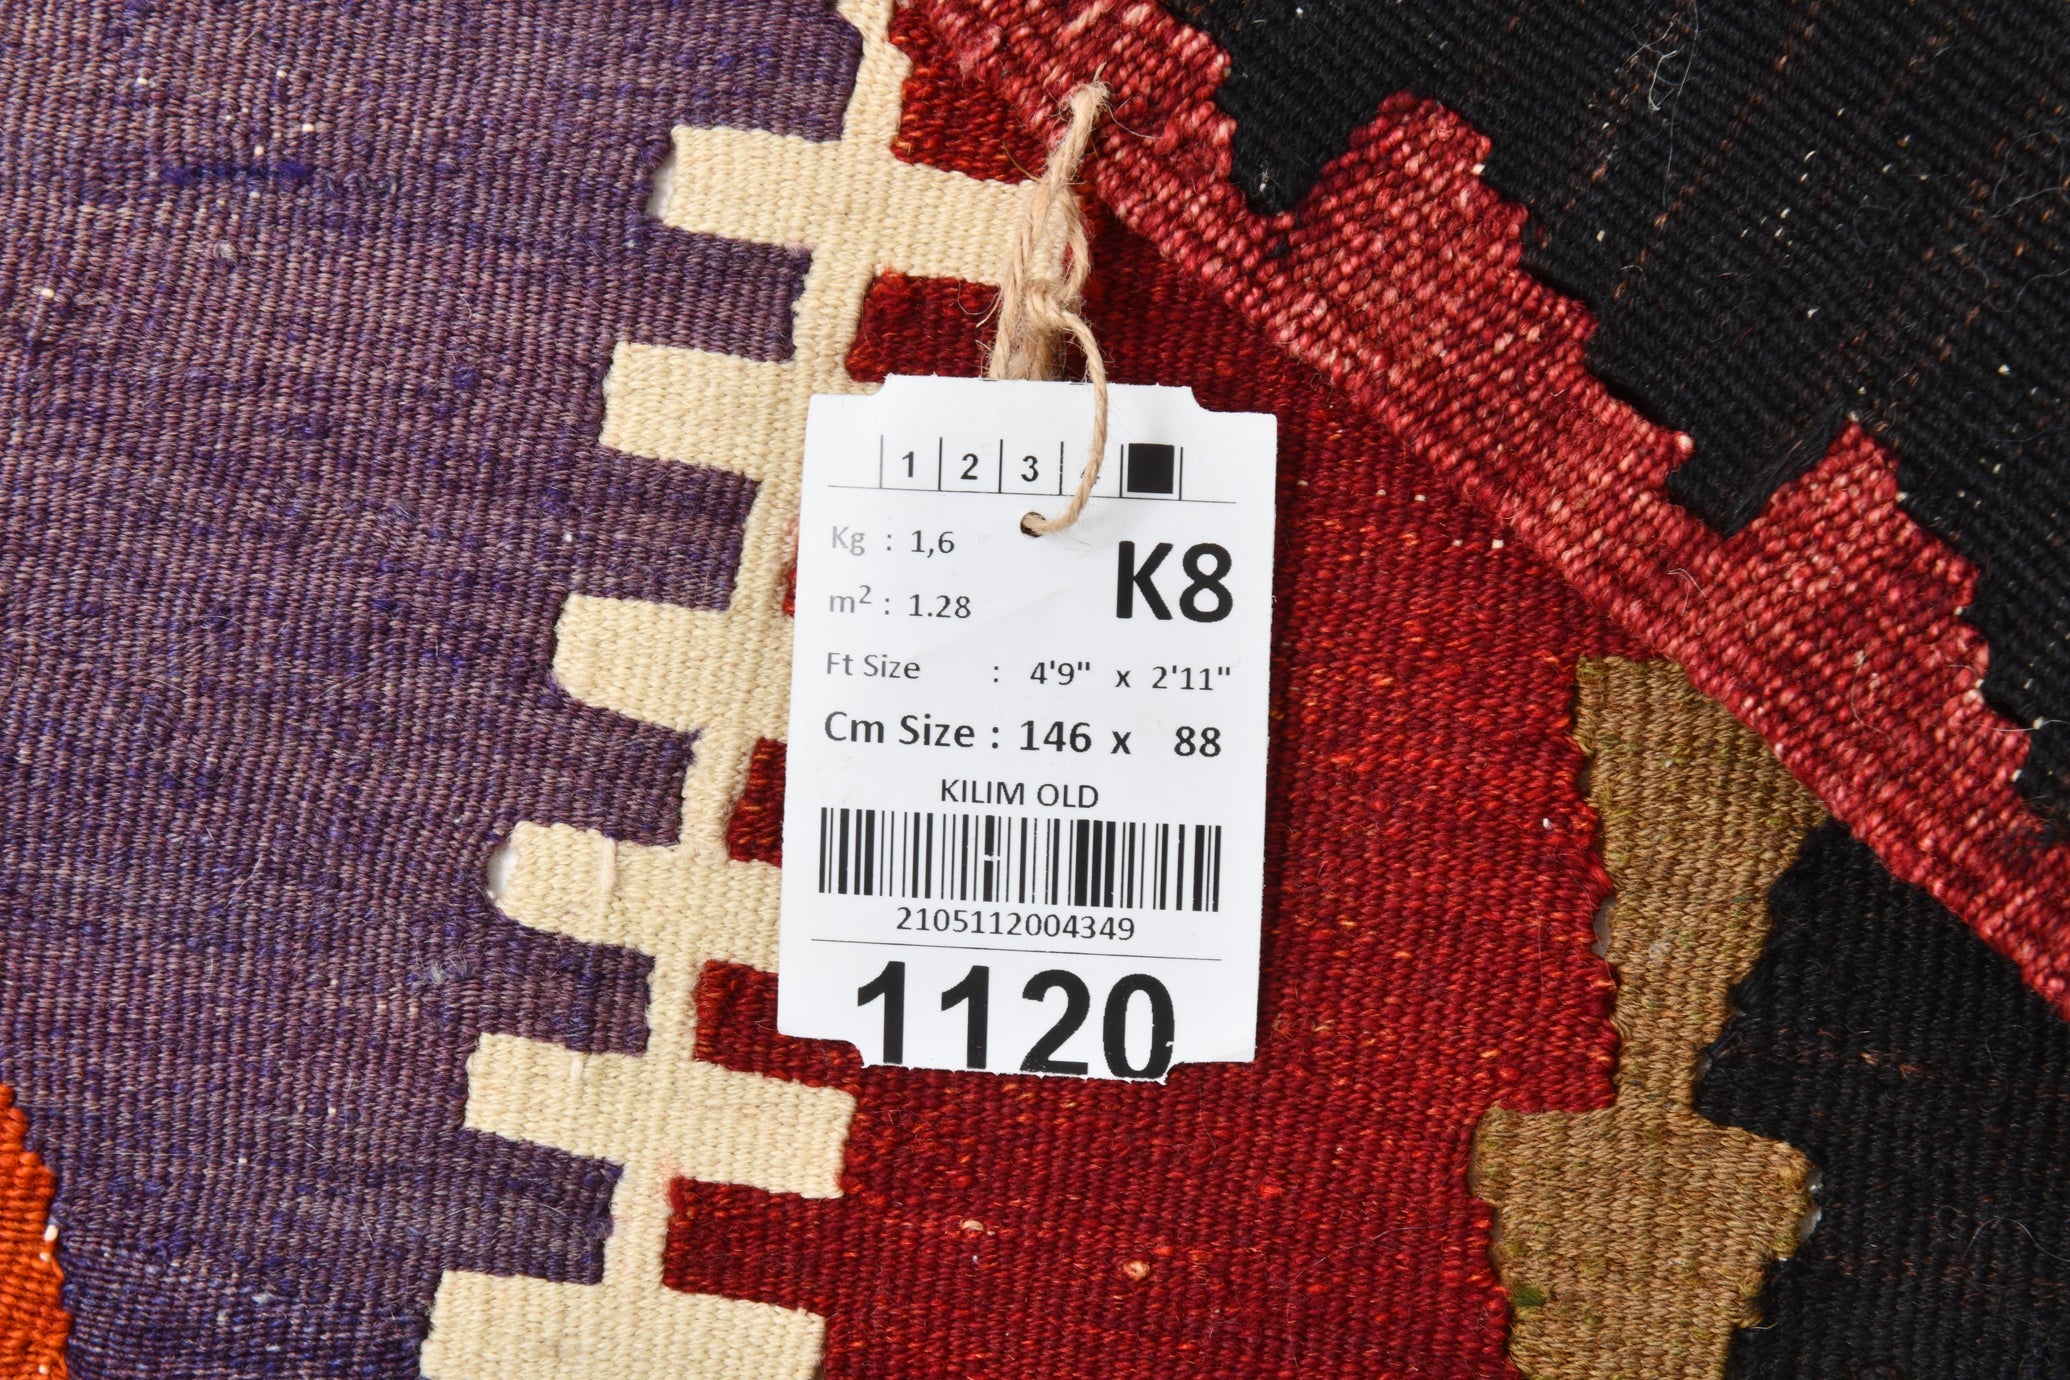 1 2 3
Kg : 1,6
K8
m² : 1.28
Ft Size : 4'9" x 2'11"
Cm Size : 146 x 88
KILIM OLD
2105112004349
1120